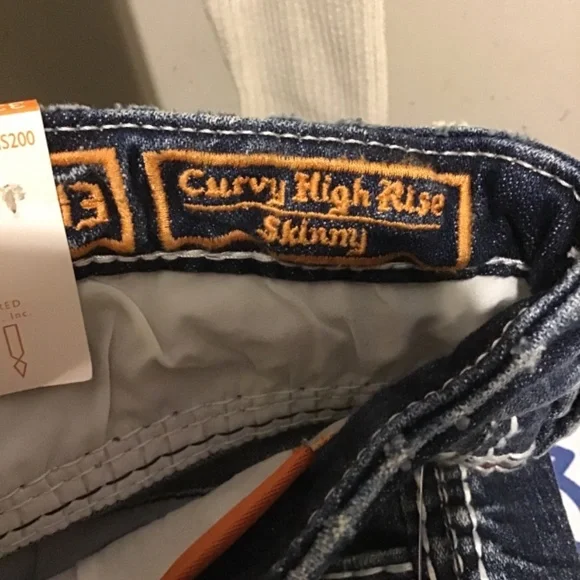 S200
Curvy High Rise
Skinny
RED
Inc